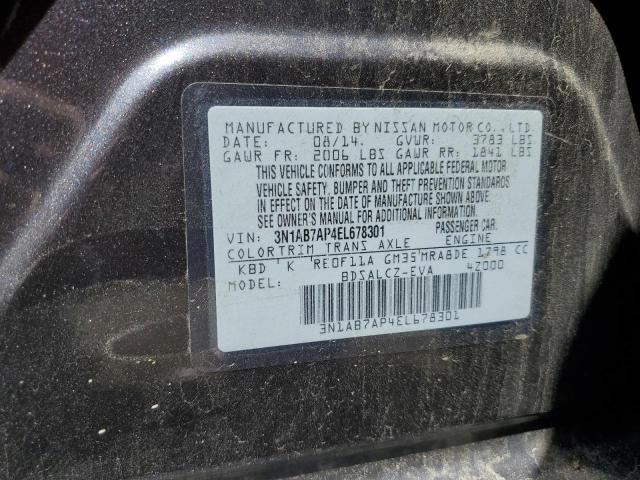 MANUFACTURED BY NISSAN MOTOR CO., LTD.
DATE: 08/14. GVWR: 3783 LBS
GAWR FR: 2006 LBS GAWR RR: 1841 LBS
THIS VEHICLE CONFORMS TO ALL APPLICABLE FEDERAL MOTOR
VEHICLE SAFETY, BUMPER AND THEFT PREVENTION STANDARDS
IN EFFECT ON THE DATE OF MANUFACTURE SHOWN ABOVE.
SEE OWNER'S MANUAL FOR ADDITIONAL INFORMATION.
VIN: 3N1AB7AP4EL678301 PASSENGER CAR.
COLOR TRIM TRANS AXLE ENGINE
KBD K RE0F11A GM35 MRA8DE 1798 CC
MODEL: BDSALCZ-EVA 42000
3N1AB7AP4EL678301